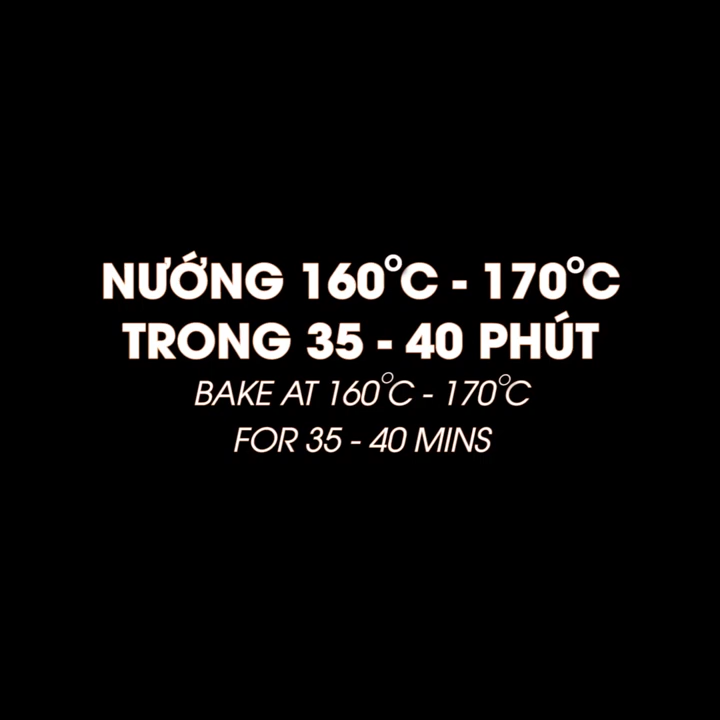 NƯỚNG 160°C - 170°C
TRONG 35 - 40 PHÚT
BAKE AT 160°C - 170°C
FOR 35 - 40 MINS